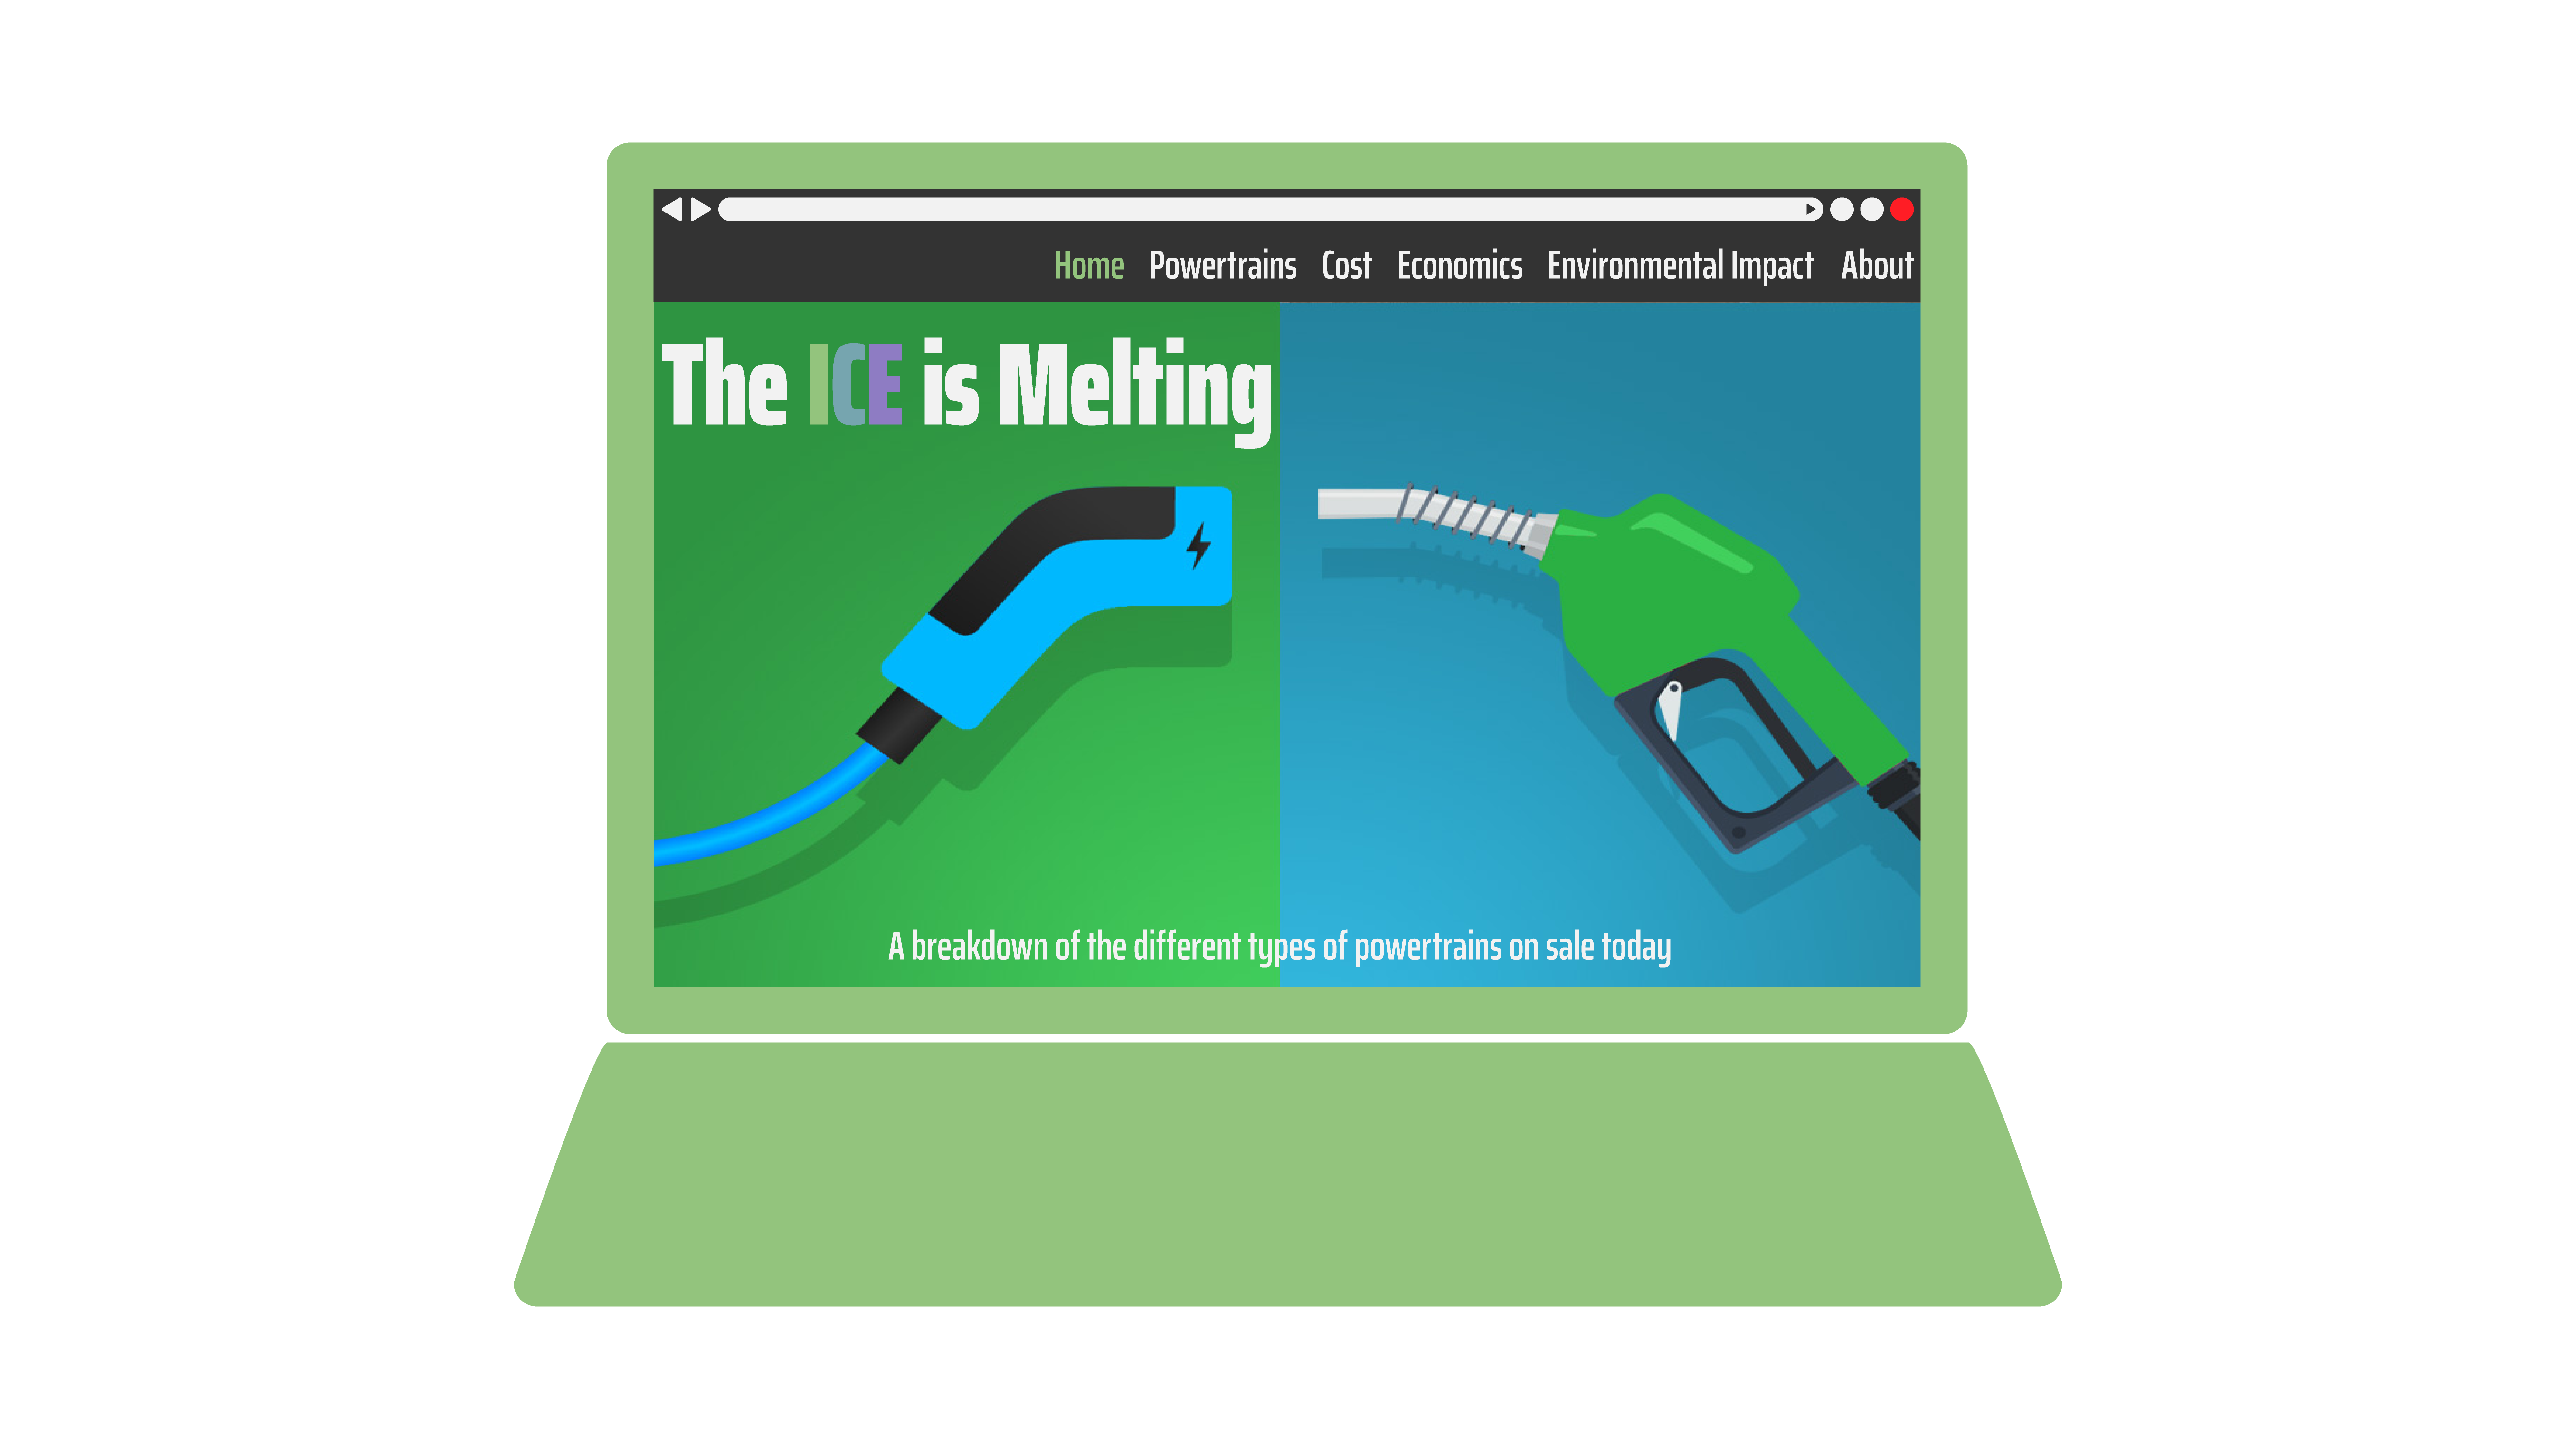 Home Powertrains Cost Economics Environmental Impact About
The ICE is Melting
A breakdown of the different types of powertrains on sale today